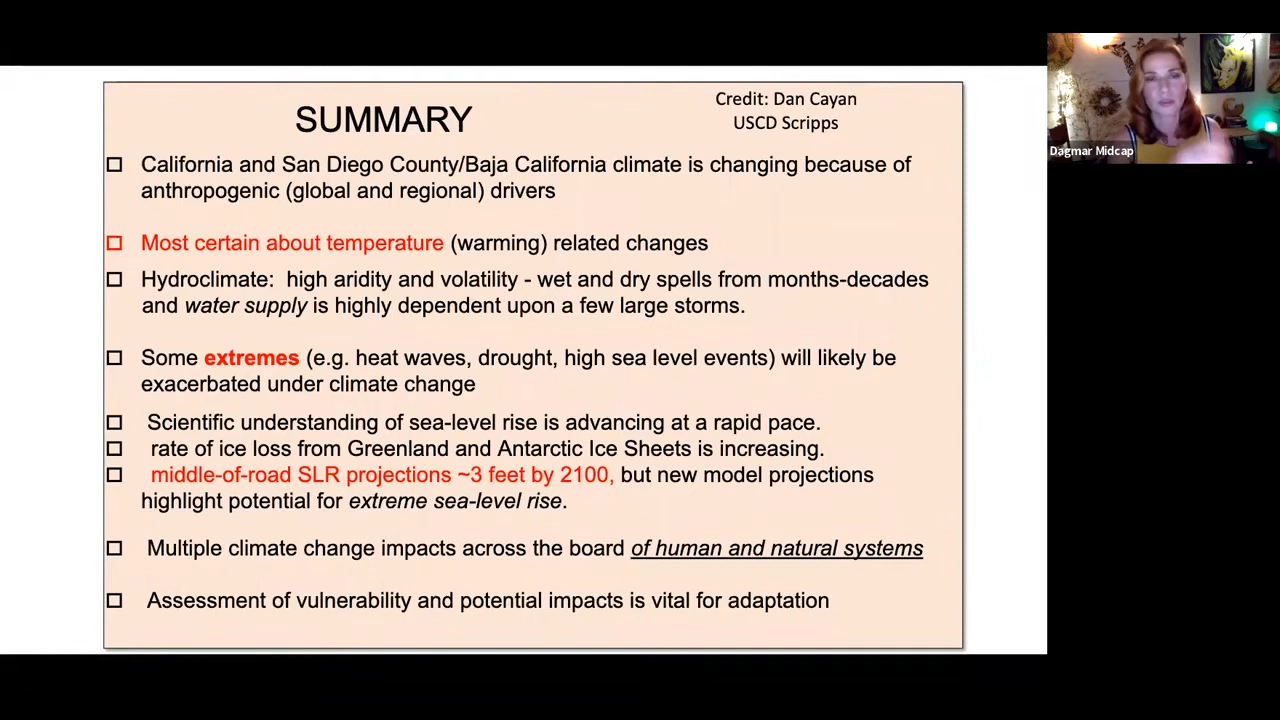 SUMMARY
Credit: Dan Cayan
USCD Scripps
California and San Diego County/Baja California climate is changing because of
anthropogenic (global and regional) drivers
Most certain about temperature (warming) related changes
Hydroclimate: high aridity and volatility - wet and dry spells from months-decades
and water supply is highly dependent upon a few large storms.
Some extremes (e.g. heat waves, drought, high sea level events) will likely be
exacerbated under climate change
Scientific understanding of sea-level rise is advancing at a rapid pace.
rate of ice loss from Greenland and Antarctic Ice Sheets is increasing.
middle-of-road SLR projections ~3 feet by 2100, but new model projections
highlight potential for extreme sea-level rise.
Multiple climate change impacts across the board of human and natural systems
Assessment of vulnerability and potential impacts is vital for adaptation
Dagmar Midcap